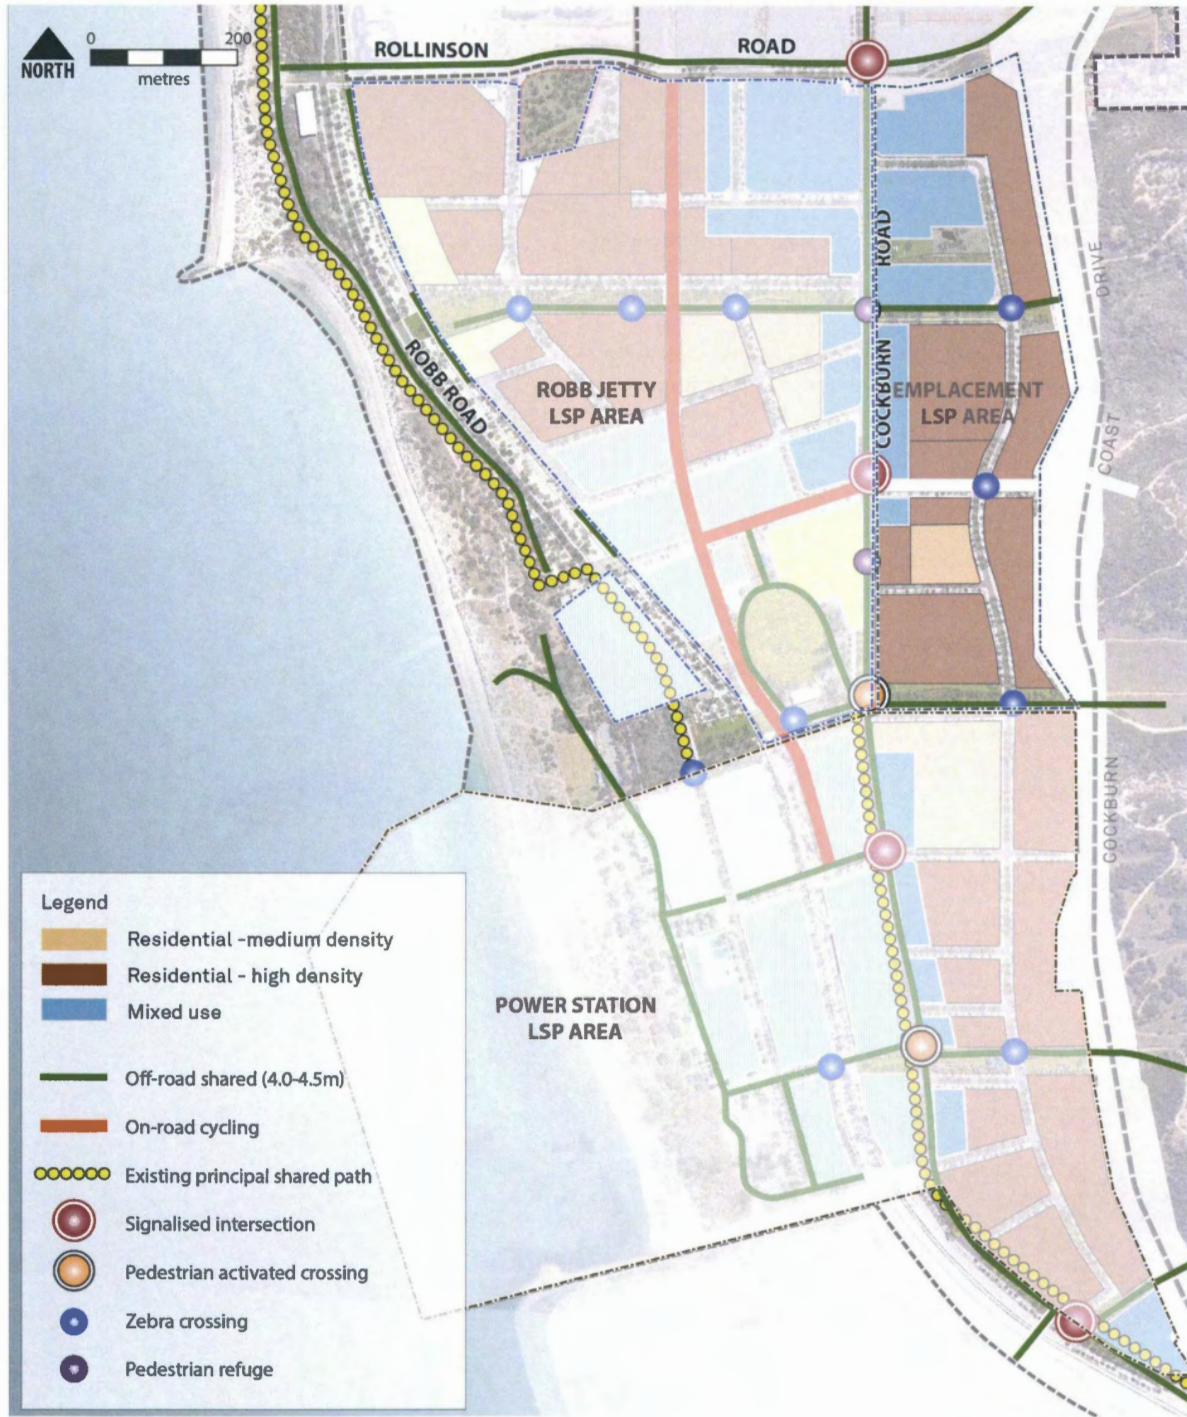 0 200
metres
NORTH
ROLLINSON ROAD
ROAD
COCKBURN
DRIVE
COAST
COCKBURN
ROBB ROAD
ROBB JETTY
LSP AREA
EMPLACEMENT
LSP AREA
POWER STATION
LSP AREA
Legend
Residential -medium density
Residential - high density
Mixed use
Off-road shared (4.0-4.5m)
On-road cycling
Existing principal shared path
Signalised intersection
Pedestrian activated crossing
Zebra crossing
Pedestrian refuge